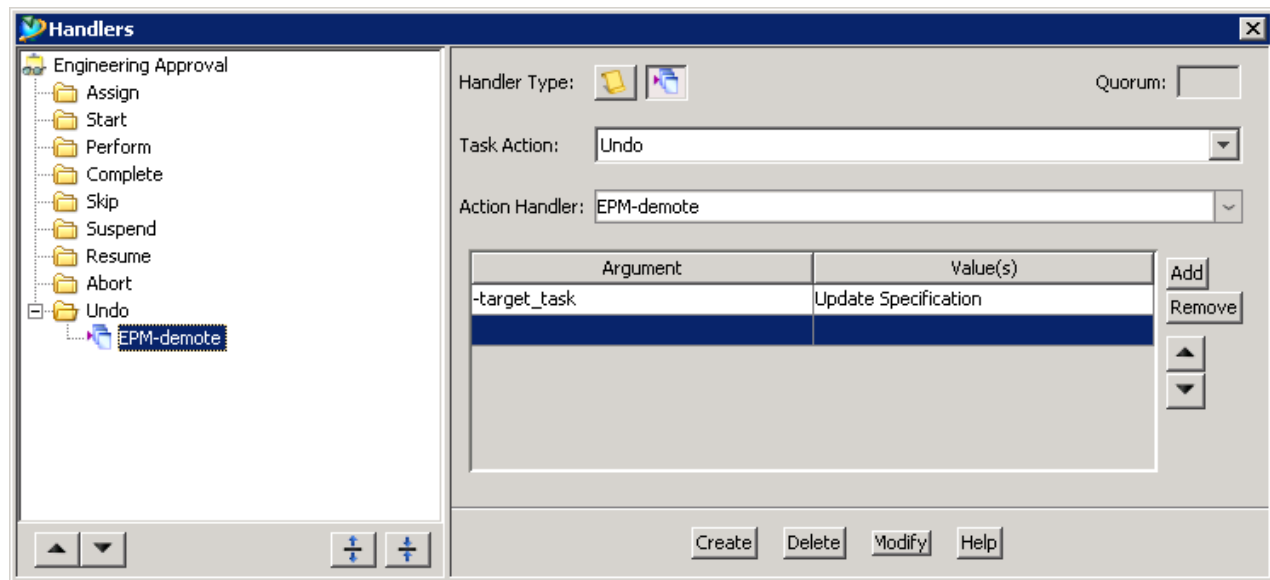 Handlers
Engineering Approval
Assign
Start
Perform
Complete
Skip
Suspend
Resume
Abort
Undo
EPM-demote
Handler Type:
Quorum:
Task Action:
Undo
Action Handler:
EPM-demote
Argument
Value(s)
-target_task
Update Specification
Add
Remove
Create
Delete
Modify
Help